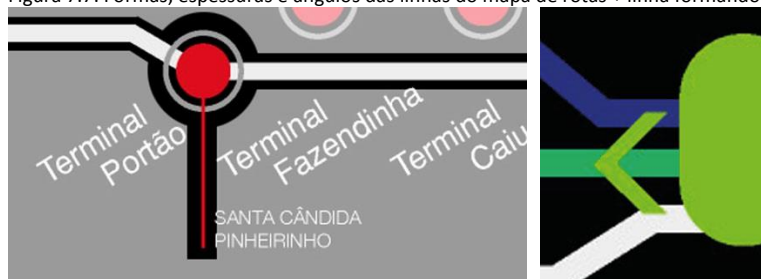 Figura 7.7: Formas, espessuras e ângulos das linhas do mapa de rotas + linha formando
Terminal
Portão
Terminal
Fazendinha
Terminal
Caiu
SANTA CÂNDIDA
PINHEIRINHO